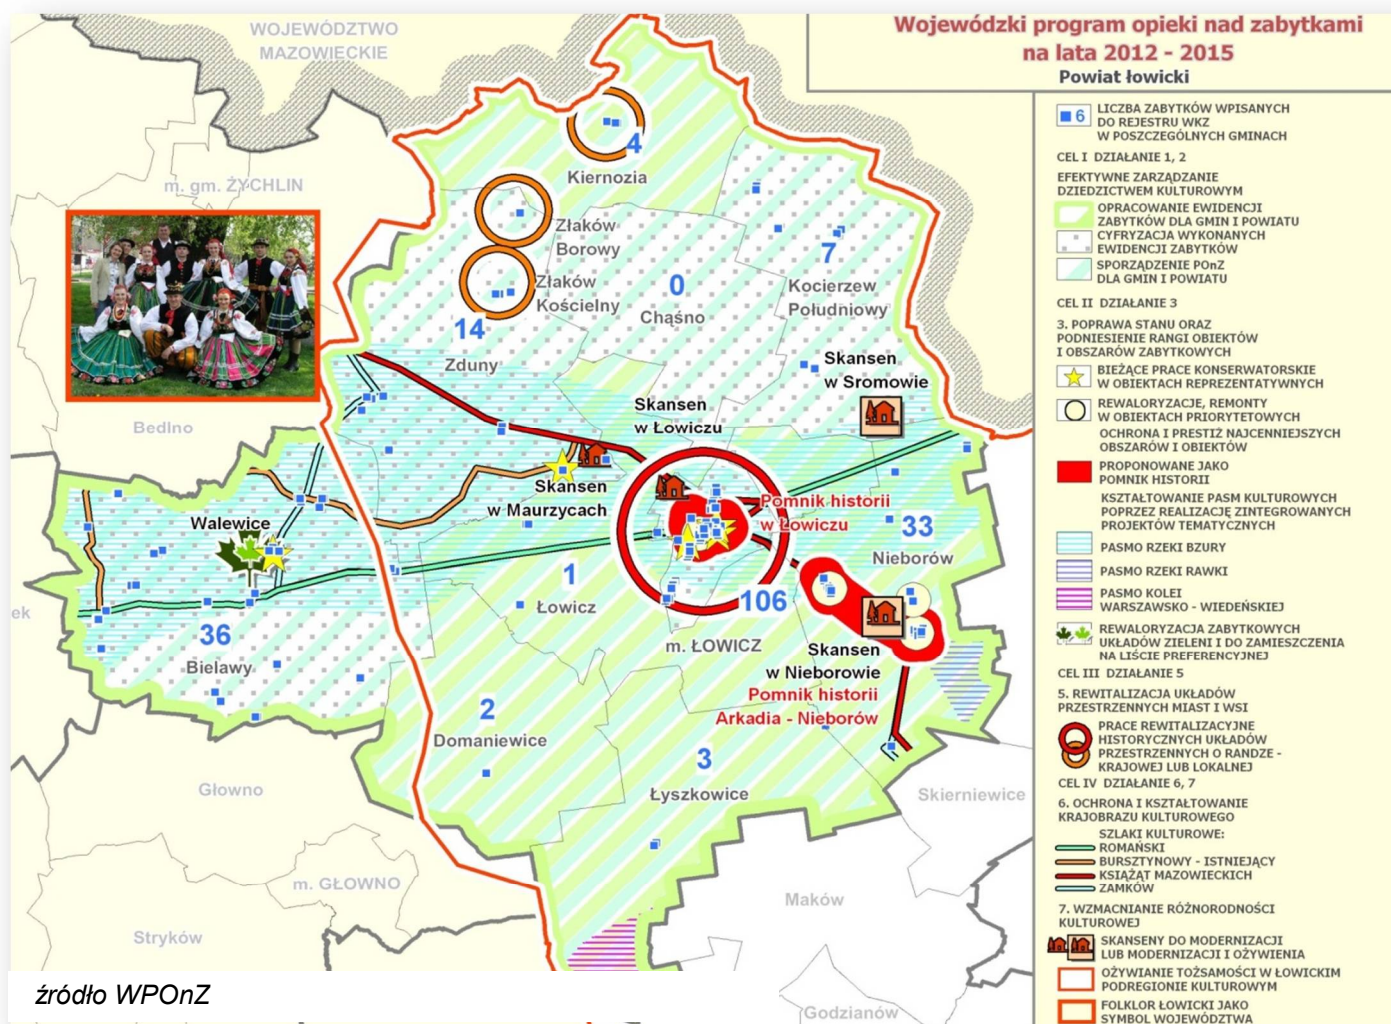 Wojewódzki program opieki nad zabytkami
na lata 2012 - 2015
Powiat łowicki
WOJEWÓDZTWO
MAZOWIECKIE
m. gm. ŻYCHLIN
4
Kiernozia
Złaków
Borowy
Złaków
Kościelny
14
Zduny
0
Chąśno
7
Kocierzew
Południowy
Skansen
w Sromowie
Skansen
w Łowiczu
Bedlno
Skansen
w Maurzycach
Pomnik historii
w Łowiczu
Walewice
33
Nieborów
1
Łowicz
106
m. ŁOWICZ
ek
36
Bielawy
Skansen
w Nieborowie
Pomnik historii
Arkadia - Nieborów
2
Domaniewice
3
Łyszkowice
Głowno
Skierniewice
m. GŁOWNO
Maków
Stryków
źródło WPOnZ
Godzianów
6 LICZBA ZABYTKÓW WPISANYCH
DO REJESTRU WKZ
W POSZCZEGÓLNYCH GMINACH
CEL I DZIAŁANIE 1, 2
EFEKTYWNE ZARZĄDZANIE
DZIEDZICTWEM KULTUROWYM
OPRACOWANIE EWIDENCJI
ZABYTKÓW DLA GMIN I POWIATU
CYFRYZACJA WYKONANYCH
EWIDENCJI ZABYTKÓW
SPORZĄDZENIE POnZ
DLA GMIN I POWIATU
CEL II DZIAŁANIE 3
3. POPRAWA STANU ORAZ
PODNIESIENIE RANGI OBIEKTÓW
I OBSZARÓW ZABYTKOWYCH
BIEŻĄCE PRACE KONSERWATORSKIE
W OBIEKTACH REPREZENTATYWNYCH
REWALORYZACJE, REMONTY
W OBIEKTACH PRIORYTETOWYCH
OCHRONA I PRESTIŻ NAJCENNIEJSZYCH
OBSZARÓW I OBIEKTÓW
PROPONOWANE JAKO
POMNIK HISTORII
KSZTAŁTOWANIE PASM KULTUROWYCH
POPRZEZ REALIZACJĘ ZINTEGROWANYCH
PROJEKTÓW TEMATYCZNYCH
PASMO RZEKI BZURY
PASMO RZEKI RAWKI
PASMO KOLEI
WARSZAWSKO - WIEDEŃSKIEJ
REWALORYZACJA ZABYTKOWYCH
UKŁADÓW ZIELENI I DO ZAMIESZCZENIA
NA LIŚCIE PREFERENCYJNEJ
CEL III DZIAŁANIE 5
5. REWITALIZACJA UKŁADÓW
PRZESTRZENNYCH MIAST I WSI
PRACE REWITALIZACYJNE
HISTORYCZNYCH UKŁADÓW
PRZESTRZENNYCH O RANDZE -
KRAJOWEJ LUB LOKALNEJ
CEL IV DZIAŁANIE 6, 7
6. OCHRONA I KSZTAŁTOWANIE
KRAJOBRAZU KULTUROWEGO
SZLAKI KULTUROWE:
ROMAŃSKI
BURSZTYNOWY - ISTNIEJĄCY
KSIĄŻĄT MAZOWIECKICH
ZAMKÓW
7. WZMACNIANIE RÓŻNORODNOŚCI
KULTUROWEJ
SKANSENY DO MODERNIZACJI
LUB MODERNIZACJI I OŻYWIENIA
OŻYWIANIE TOŻSAMOŚCI W ŁOWICKIM
PODREGIONIE KULTUROWYM
FOLKLOR ŁOWICKI JAKO
SYMBOL WOJEWÓDZTWA